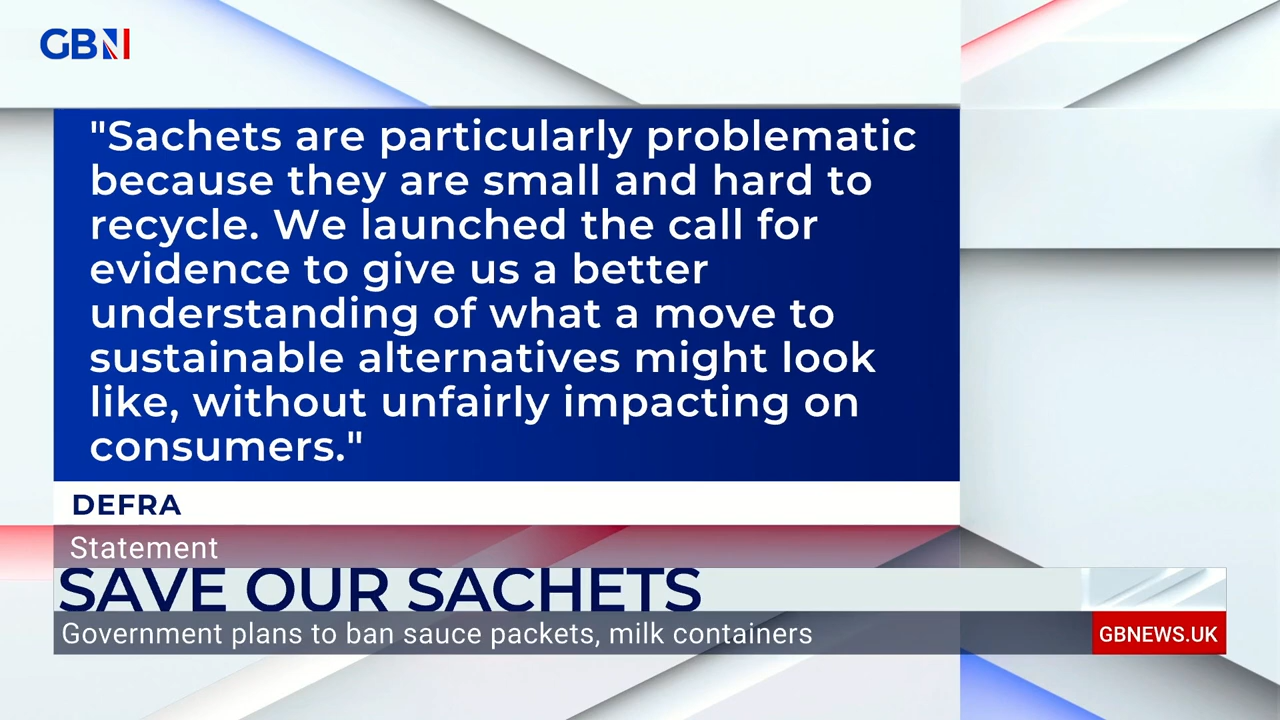 GBN
"Sachets are particularly problematic
because they are small and hard to
recycle. We launched the call for
evidence to give us a better
understanding of what a move to
sustainable alternatives might look
like, without unfairly impacting on
consumers."
DEFRA
Statement
SAVE OUR SACHETS
Government plans to ban sauce packets, milk containers
GBNEWS.UK